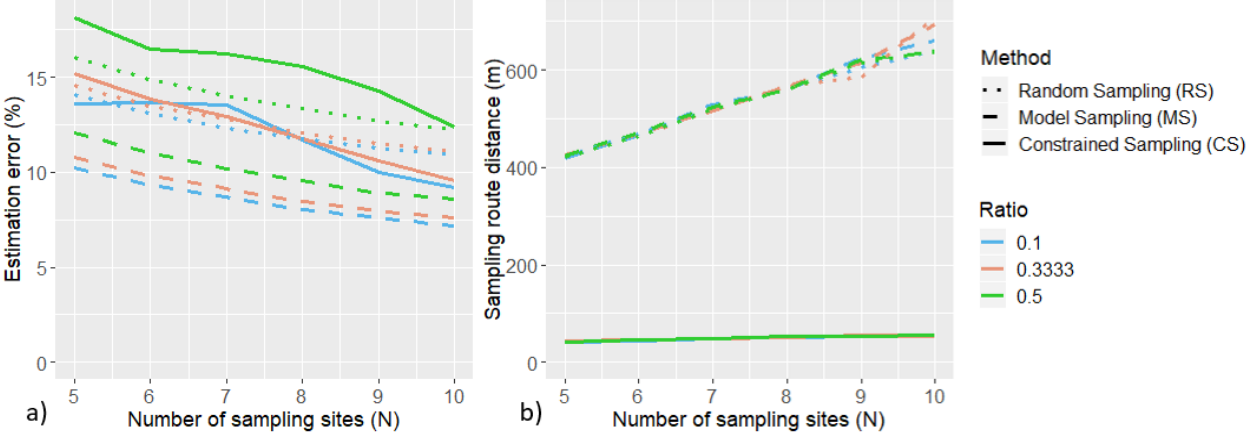 Estimation error (%)
15
10
5
0
5 6 7 8 9 10
Number of sampling sites (N)
a)
Sampling route distance (m)
600
400
200
0
5 6 7 8 9 10
Number of sampling sites (N)
b)
Method
Random Sampling (RS)
Model Sampling (MS)
Constrained Sampling (CS)
Ratio
0.1
0.3333
0.5